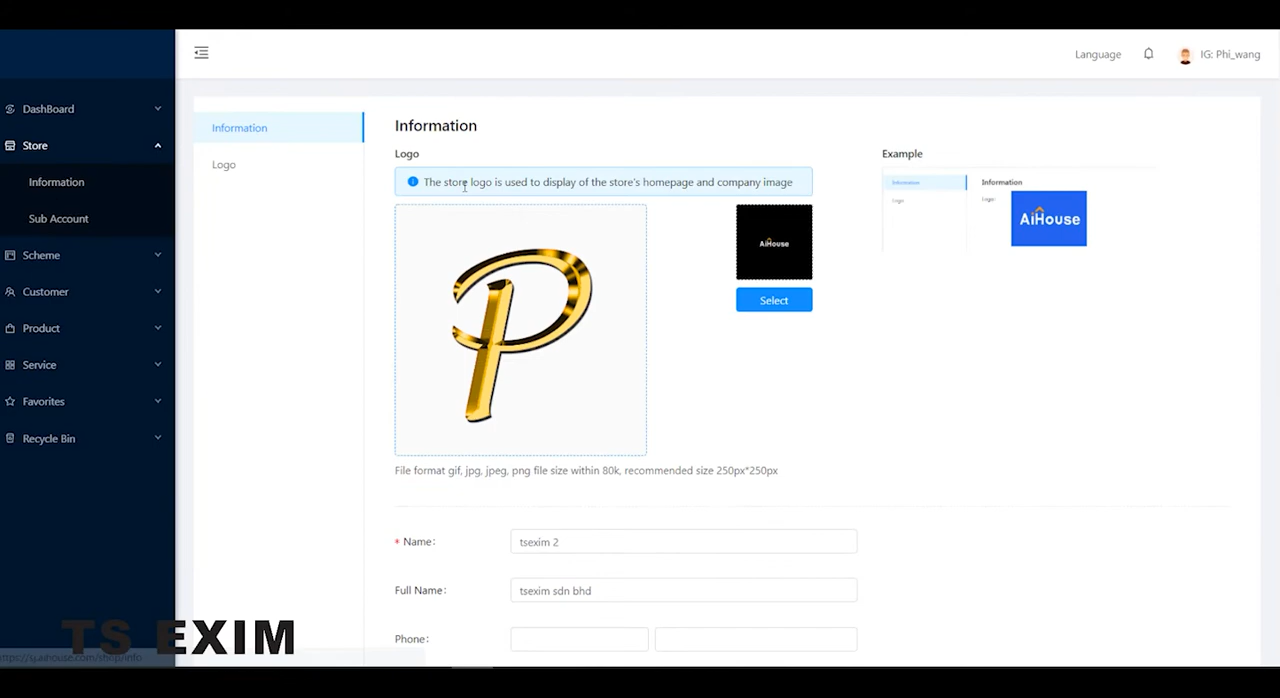 Language
IG: Phi_wang
DashBoard
Store
Information
Sub Account
Scheme
Customer
Product
Service
Favorites
Recycle Bin
Information
Logo
Information
Logo
The store logo is used to display of the store's homepage and company image
P
AiHouse
Select
File format gif, jpg, jpeg, png file size within 80k, recommended size 250px*250px
Example
Information
Logo
Information
Logo:
AiHouse
* Name:
tsexim 2
Full Name:
tsexim sdn bhd
Phone:
TS EXIM